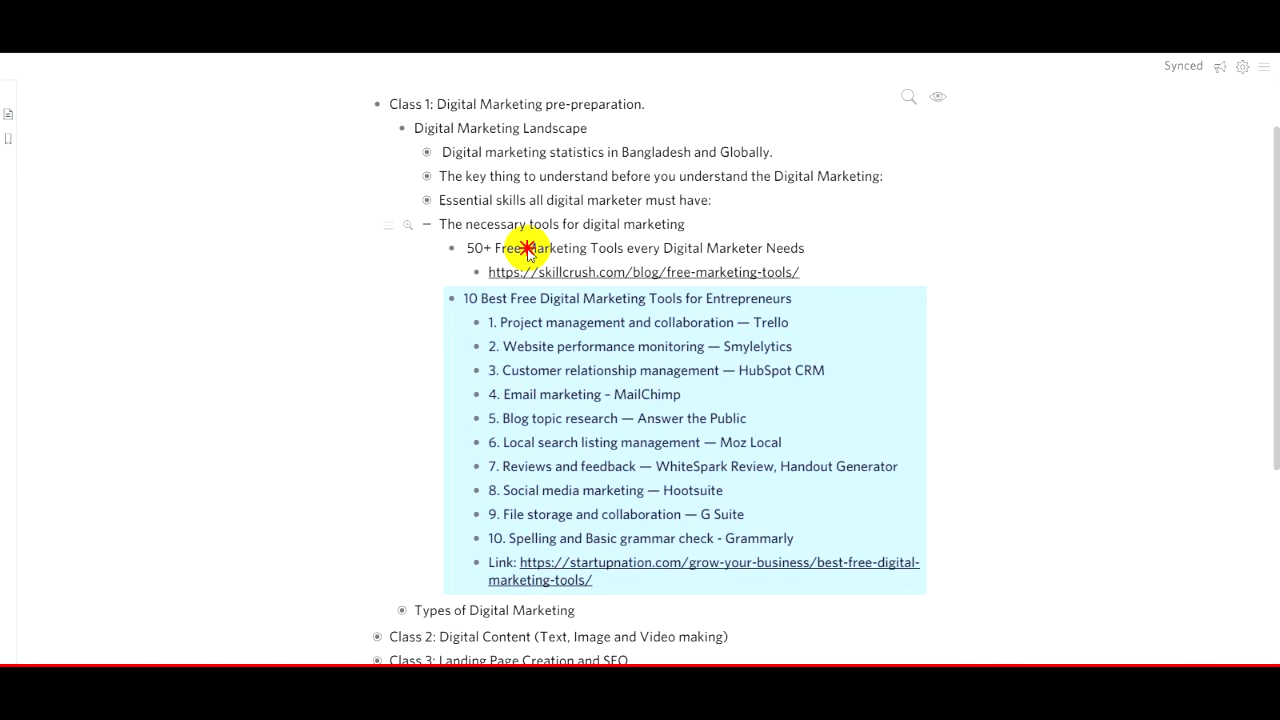 Synced
Class 1: Digital Marketing pre-preparation.
Digital Marketing Landscape
Digital marketing statistics in Bangladesh and Globally.
The key thing to understand before you understand the Digital Marketing:
Essential skills all digital marketer must have:
The necessary tools for digital marketing
50+ Free Marketing Tools every Digital Marketer Needs
https://skillcrush.com/blog/free-marketing-tools/
10 Best Free Digital Marketing Tools for Entrepreneurs
1. Project management and collaboration — Trello
2. Website performance monitoring — Smylelytics
3. Customer relationship management — HubSpot CRM
4. Email marketing – MailChimp
5. Blog topic research — Answer the Public
6. Local search listing management — Moz Local
7. Reviews and feedback — WhiteSpark Review, Handout Generator
8. Social media marketing — Hootsuite
9. File storage and collaboration — G Suite
10. Spelling and Basic grammar check - Grammarly
Link: https://startupnation.com/grow-your-business/best-free-digital-
marketing-tools/
Types of Digital Marketing
Class 2: Digital Content (Text, Image and Video making)
Class 3: Landing Page Creation and SEO